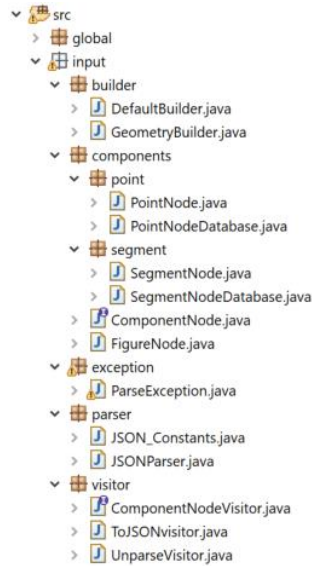 src
global
input
builder
DefaultBuilder.java
GeometryBuilder.java
components
point
PointNode.java
PointNodeDatabase.java
segment
SegmentNode.java
SegmentNodeDatabase.java
ComponentNode.java
FigureNode.java
exception
ParseException.java
parser
JSON_Constants.java
JSONParser.java
visitor
ComponentNodeVisitor.java
ToJSONvisitor.java
UnparseVisitor.java